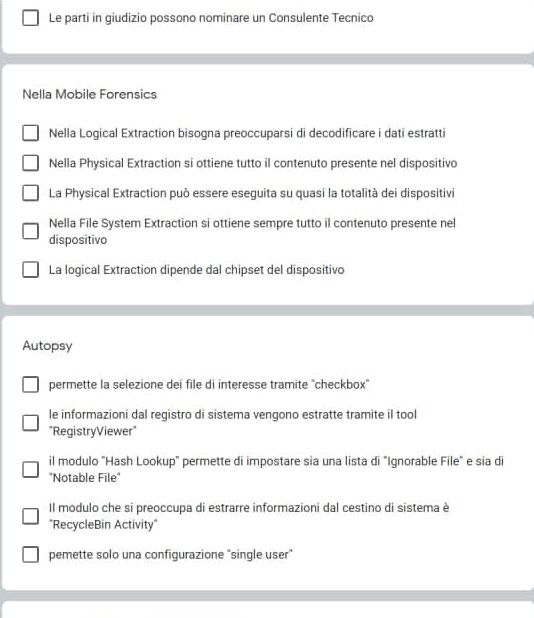 Le parti in giudizio possono nominare un Consulente Tecnico
Nella Mobile Forensics
Nella Logical Extraction bisogna preoccuparsi di decodificare i dati estratti
Nella Physical Extraction si ottiene tutto il contenuto presente nel dispositivo
La Physical Extraction può essere eseguita su quasi la totalità dei dispositivi
Nella File System Extraction si ottiene sempre tutto il contenuto presente nel
dispositivo
La logical Extraction dipende dal chipset del dispositivo
Autopsy
permette la selezione dei file di interesse tramite "checkbox"
le informazioni dal registro di sistema vengono estratte tramite il tool
"RegistryViewer"
il modulo "Hash Lookup" permette di impostare sia una lista di "Ignorable File" e sia di
"Notable File"
Il modulo che si preoccupa di estrarre informazioni dal cestino di sistema è
"RecycleBin Activity"
pemette solo una configurazione "single user"